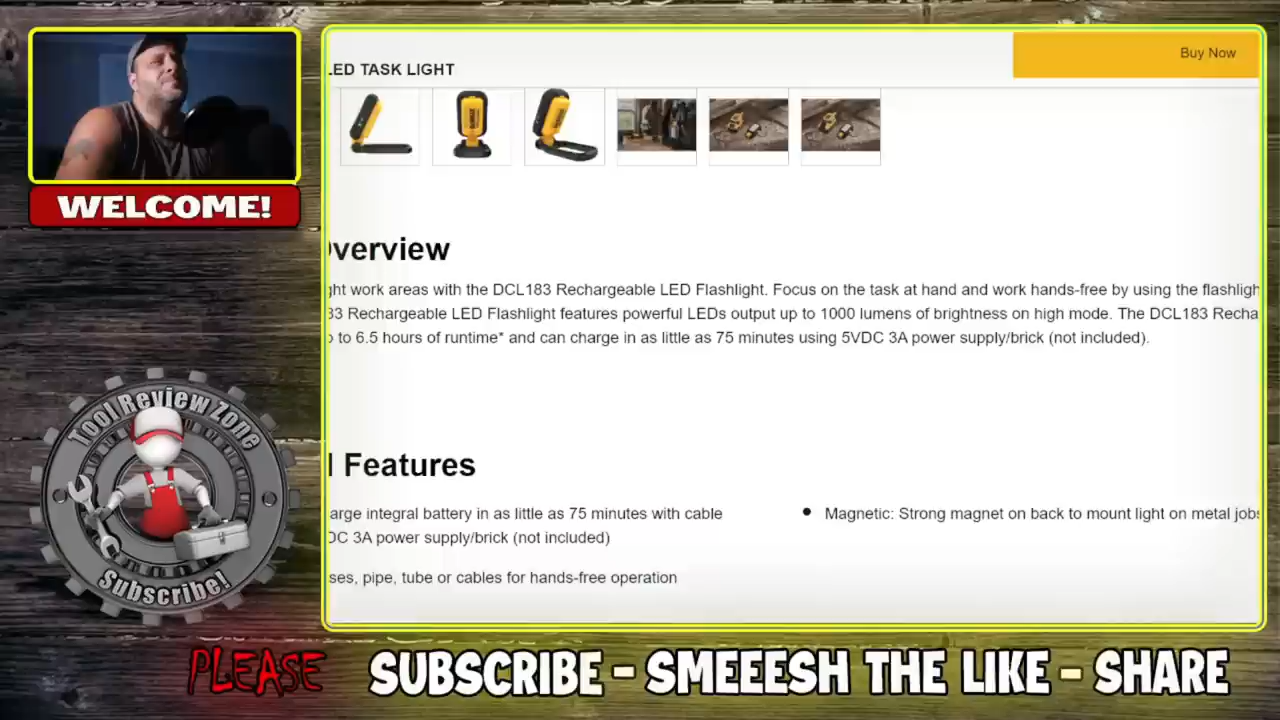 LED TASK LIGHT
Buy Now
WELCOME!
verview
ght work areas with the DCL183 Rechargeable LED Flashlight. Focus on the task at hand and work hands-free by using the flashligh
33 Rechargeable LED Flashlight features powerful LEDs output up to 1000 lumens of brightness on high mode. The DCL183 Recha
to 6.5 hours of runtime* and can charge in as little as 75 minutes using 5VDC 3A power supply/brick (not included).
Features
arge integral battery in as little as 75 minutes with cable
DC 3A power supply/brick (not included)
ses, pipe, tube or cables for hands-free operation
• Magnetic: Strong magnet on back to mount light on metal jobs
Tool Review Zone
Subscribe!
PLEASE SUBSCRIBE - SMEEESH THE LIKE - SHARE